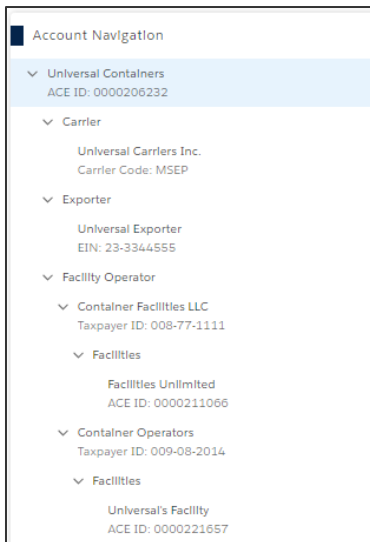 Account Navigation
Universal Containers
ACE ID: 0000206232
Carrier
Universal Carriers Inc.
Carrier Code: MSEP
Exporter
Universal Exporter
EIN: 23-3344555
Facility Operator
Container Facilities LLC
Taxpayer ID: 008-77-1111
Facilities
Facilities Unlimited
ACE ID: 0000211066
Container Operators
Taxpayer ID: 009-08-2014
Facilities
Universal's Facility
ACE ID: 0000221657